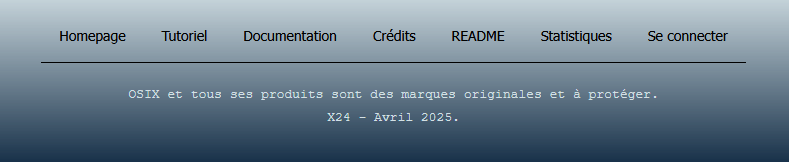 Homepage Tutoriel Documentation Crédits README Statistiques Se connecter
OSIX et tous ses produits sont des marques originales et à protéger.
X24 - Avril 2025.